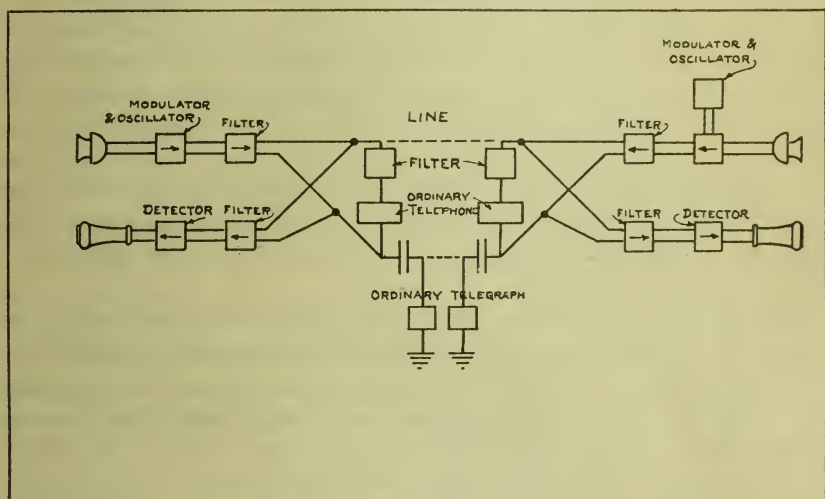 MODULATOR &
OSCILLATOR
MODULATOR
& OSCILLATOR
FILTER
LINE
FILTER
FILTER
ORDINARY
TELEPHONE
DETECTOR
FILTER
FILTER
DETECTOR
ORDINARY TELEGRAPH